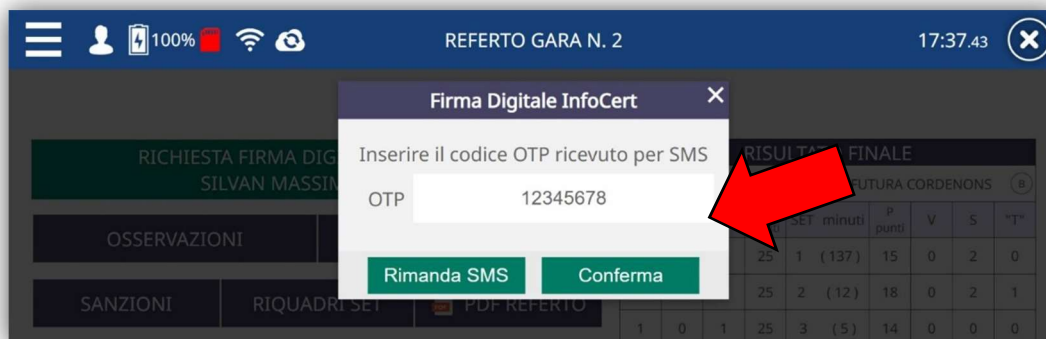 100%
REFERTO GARA N. 2
17:37.43
Firma Digitale InfoCert
Inserire il codice OTP ricevuto per SMS
OTP
12345678
Rimanda SMS
Conferma
RICHIESTA FIRMA DIG
SILVAN MASSIM
OSSERVAZIONI
SANZIONI
RIQUADRI SET
PDF REFERTO
RISULTATO FINALE
FUTURA CORDENONS B
SET minuti P punti V S "T"
25 1 (137) 15 0 2 0
25 2 (12) 18 0 2 1
1 0 1 25 3 (5) 14 0 0 0